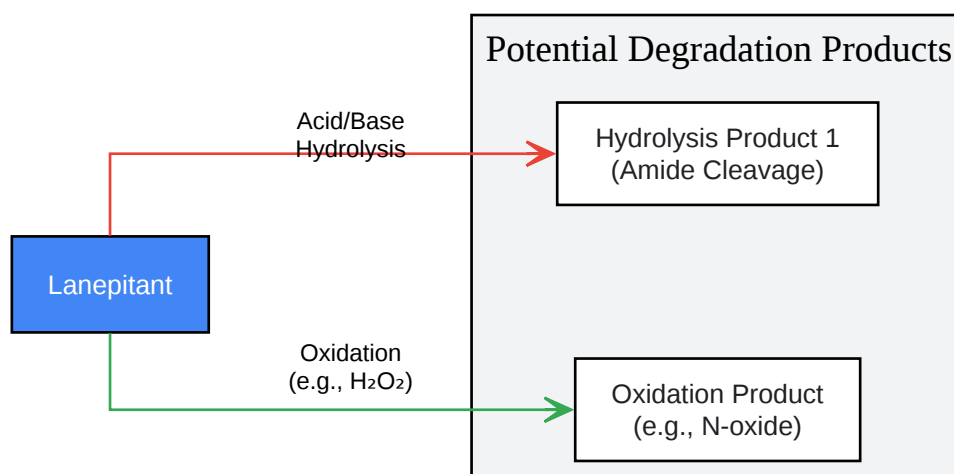 Potential Degradation Products
Acid/Base
Hydrolysis
Hydrolysis Product 1
(Amide Cleavage)
Lanepitant
Oxidation
(e.g., H₂O₂)
Oxidation Product
(e.g., N-oxide)